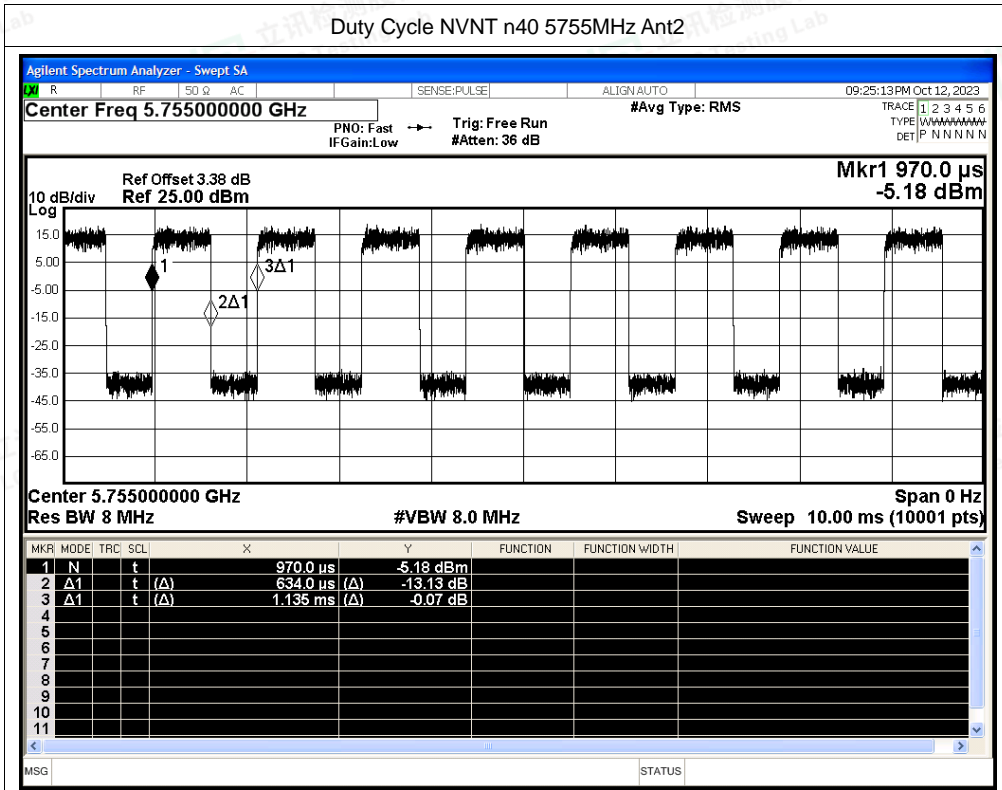 Duty Cycle NVNT n40 5755MHz Ant2
Agilent Spectrum Analyzer - Swept SA
LXI R RF 50 Ω AC SENSE:PULSE ALIGN AUTO 09:25:13 PM Oct 12, 2023
Center Freq 5.755000000 GHz #Avg Type: RMS TRACE 1 2 3 4 5 6
PNO: Fast Trig: Free Run TYPE WWWWWW
IFGain:Low #Atten: 36 dB DET P N N N N N
Mkr1 970.0 µs
Ref Offset 3.38 dB
10 dB/div Ref 25.00 dBm -5.18 dBm
Log
15.0
5.00
1 3Δ1
-5.00
2Δ1
-15.0
-25.0
-35.0
-45.0
-55.0
-65.0
Center 5.755000000 GHz Span 0 Hz
Res BW 8 MHz #VBW 8.0 MHz Sweep 10.00 ms (10001 pts)
MKR MODE TRC SCL X Y FUNCTION FUNCTION WIDTH FUNCTION VALUE
1 N t 970.0 µs -5.18 dBm
2 Δ1 t (Δ) 634.0 µs (Δ) -13.13 dB
3 Δ1 t (Δ) 1.135 ms (Δ) -0.07 dB
4
5
6
7
8
9
10
11
MSG STATUS